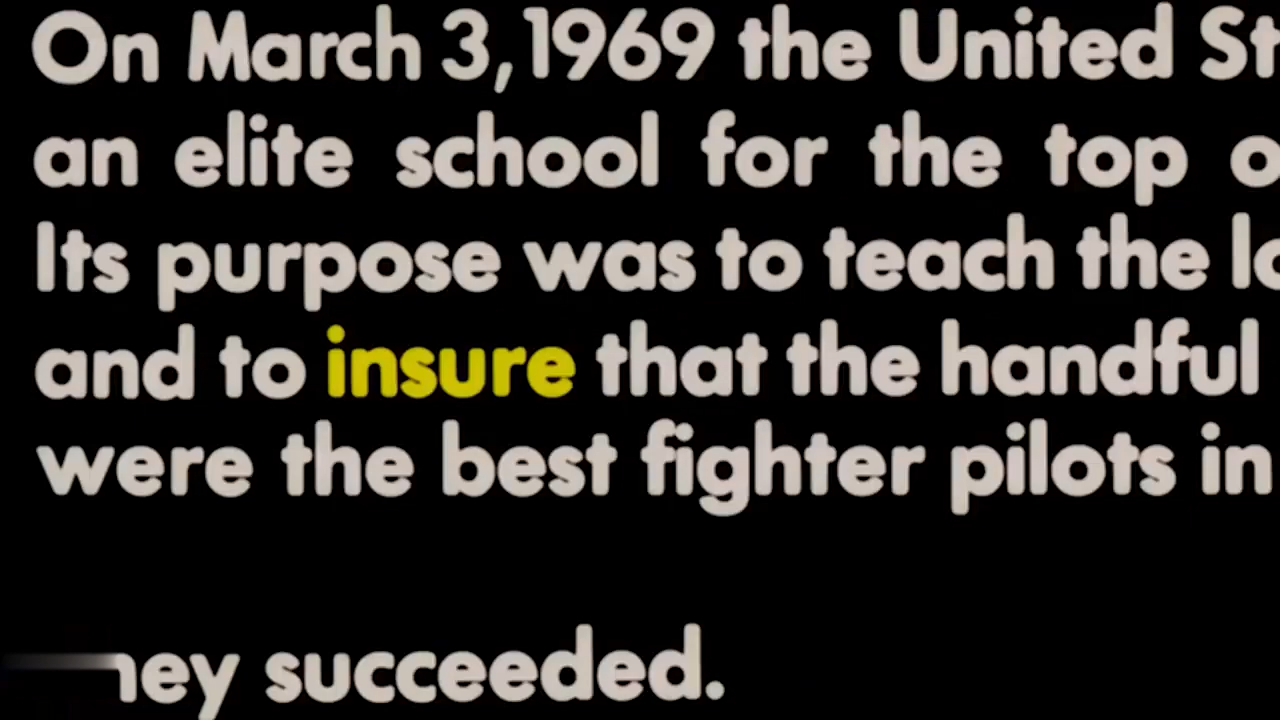 On March 3, 1969 the United St
an elite school for the top o
Its purpose was to teach the lo
and to insure that the handful
were the best fighter pilots in
hey succeeded.